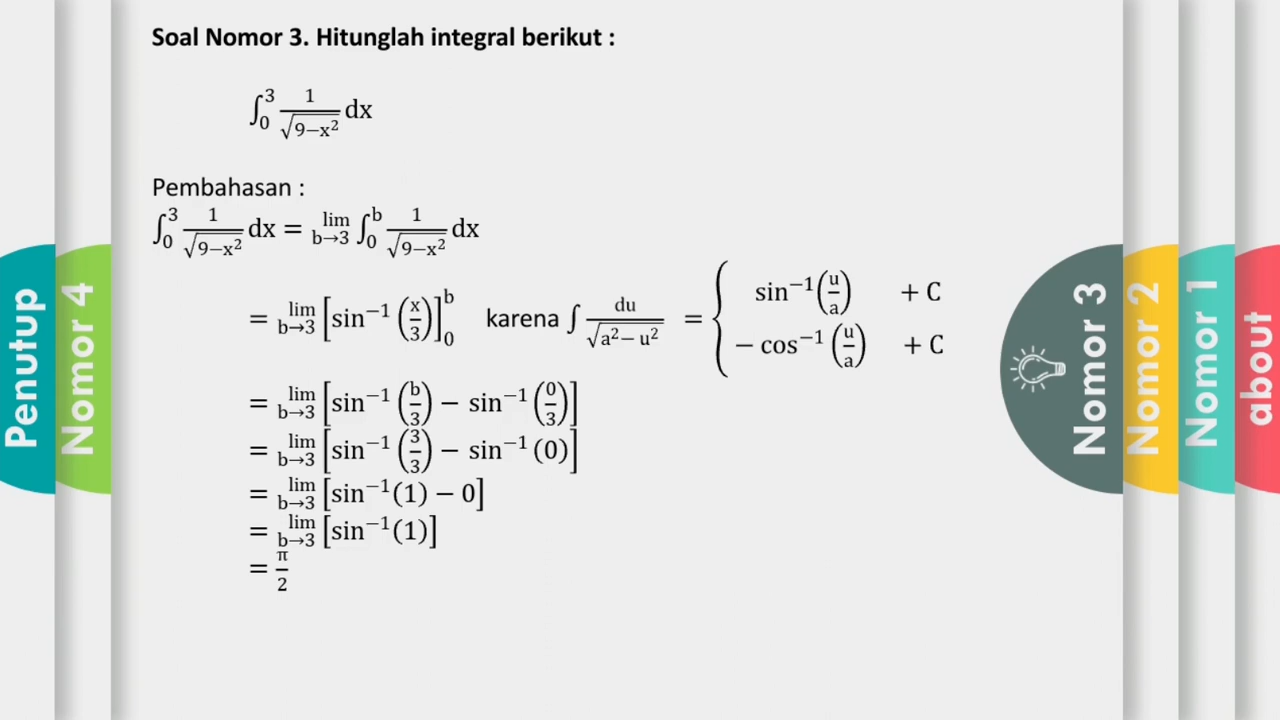 Soal Nomor 3. Hitunglah integral berikut :
∫₀³ 1/√(9−x²) dx
Pembahasan :
∫₀³ 1/√(9−x²) dx = lim b→3 ∫₀ᵇ 1/√(9−x²) dx
= lim b→3 [sin⁻¹(x/3)]₀ᵇ karena ∫ du/√(a²− u²) = { sin⁻¹(u/a) + C
− cos⁻¹(u/a) + C
= lim b→3 [sin⁻¹(b/3) − sin⁻¹(0/3)]
= lim b→3 [sin⁻¹(3/3) − sin⁻¹(0)]
= lim b→3 [sin⁻¹(1) − 0]
= lim b→3 [sin⁻¹(1)]
= π/2
Penutup
Nomor 4
Nomor 3
Nomor 2
Nomor 1
about